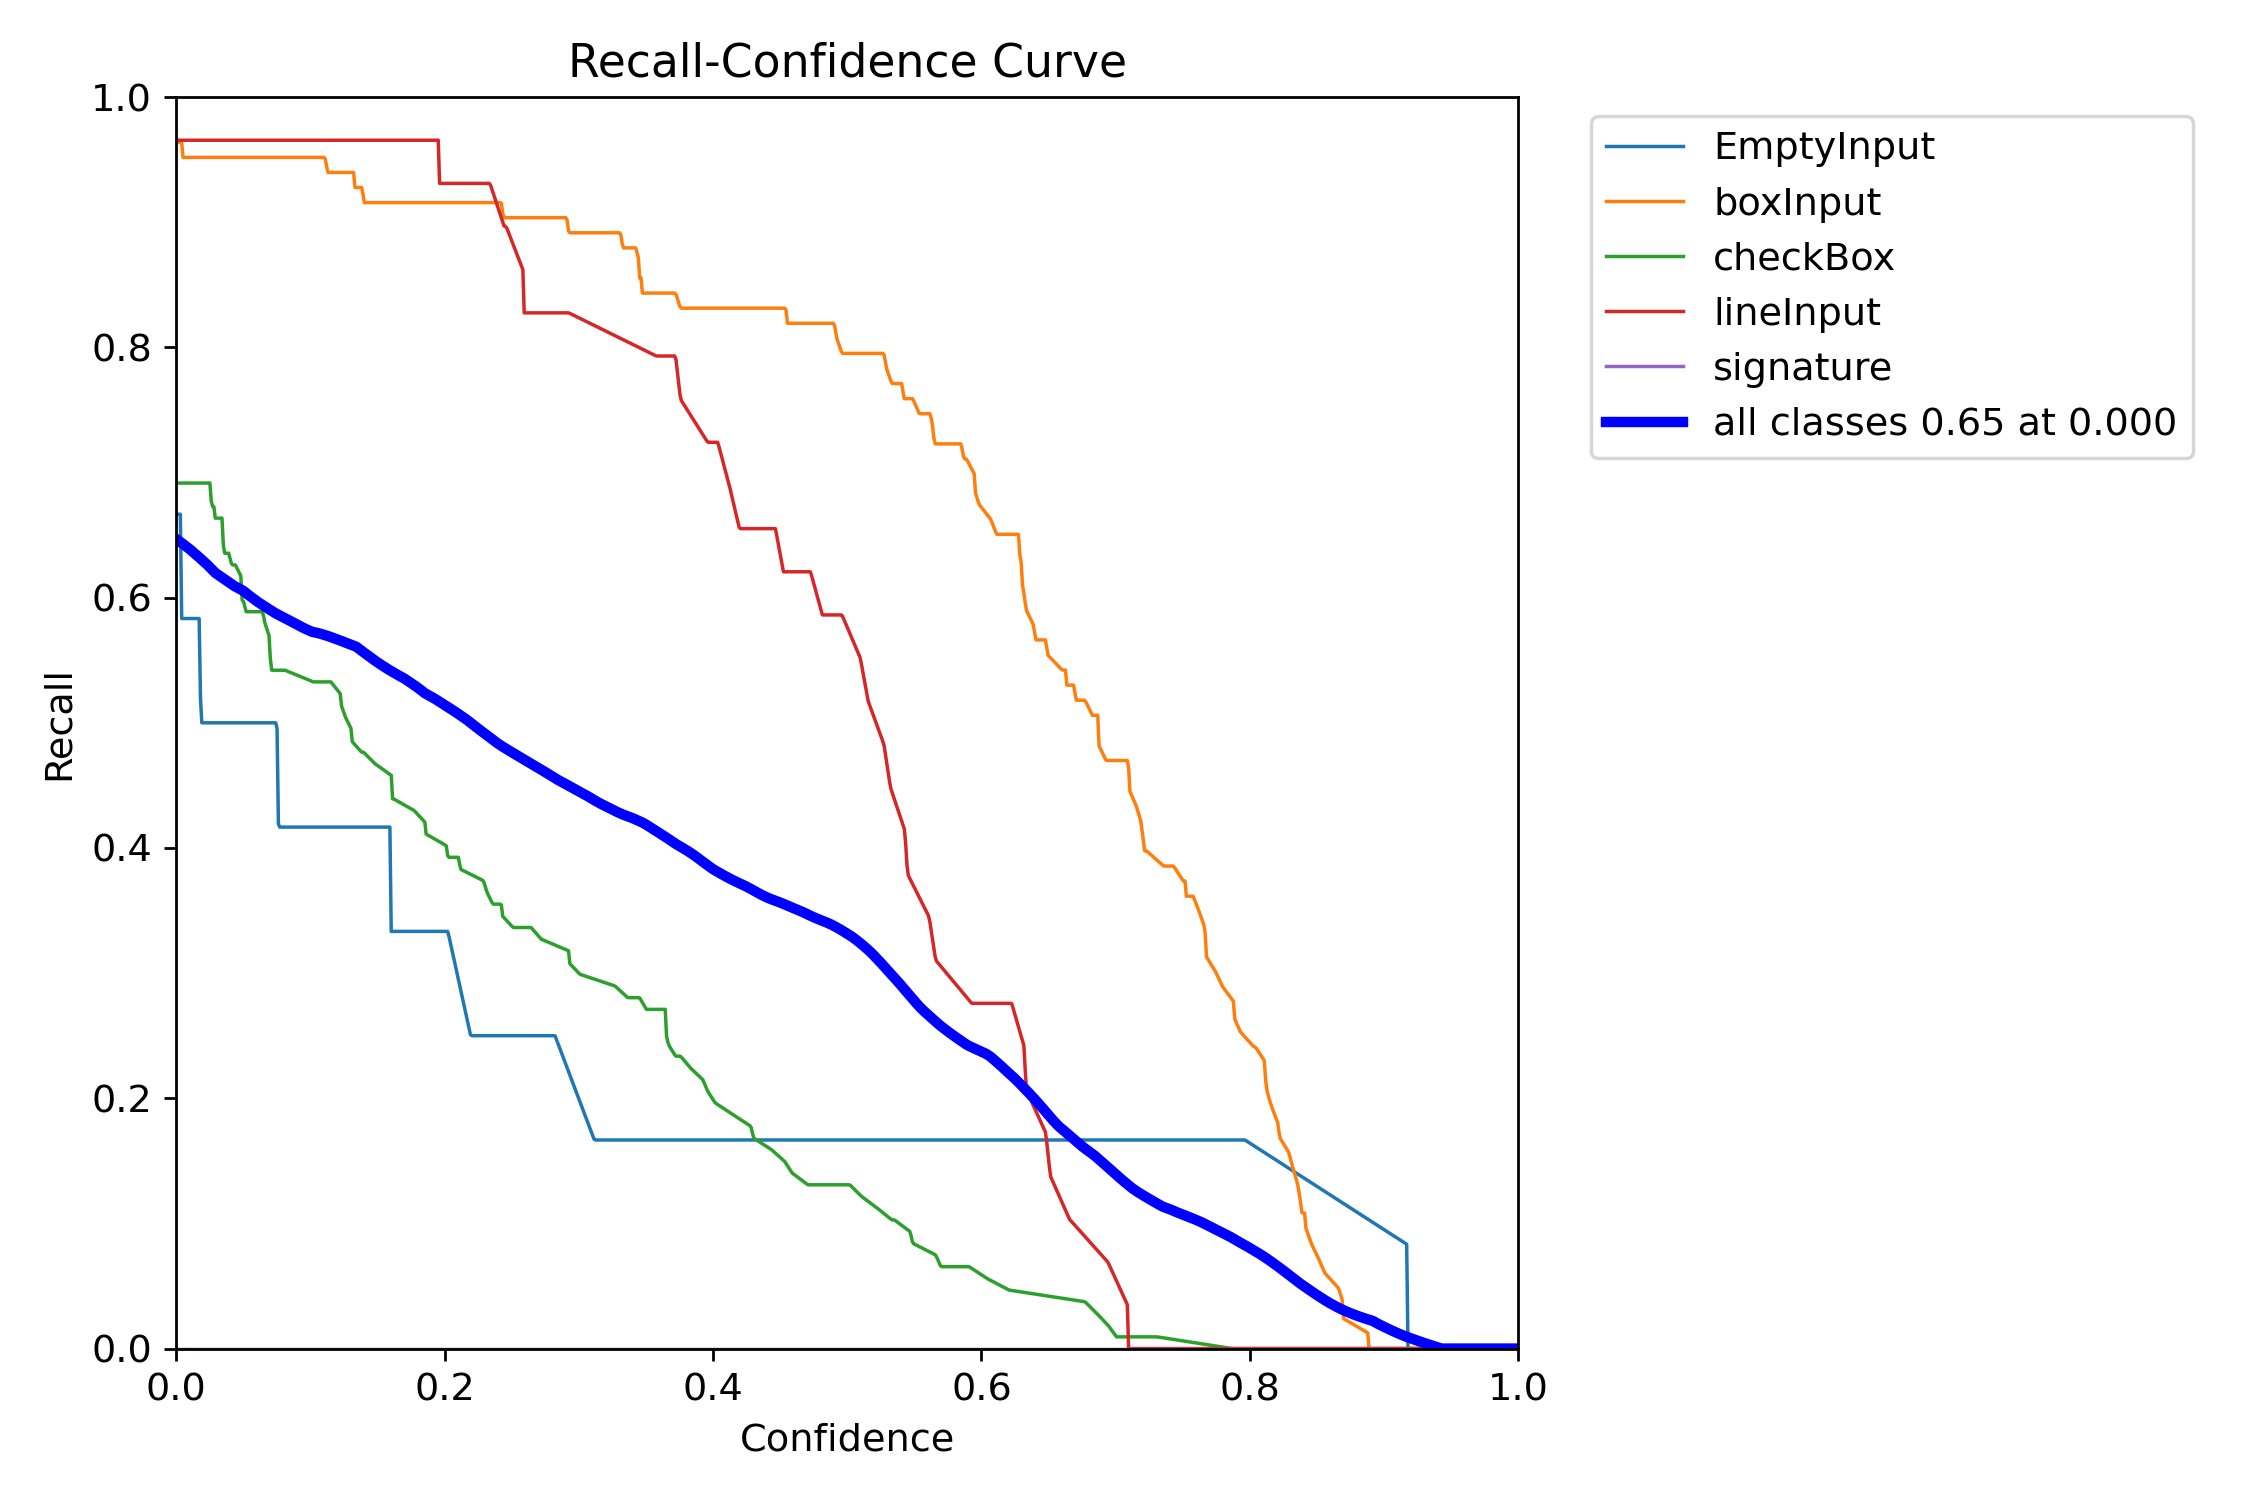 Recall-Confidence Curve
1.0
0.8
0.6
0.4
0.2
0.0
Recall
0.0 0.2 0.4 0.6 0.8 1.0
Confidence
EmptyInput
boxInput
checkBox
lineInput
signature
all classes 0.65 at 0.000